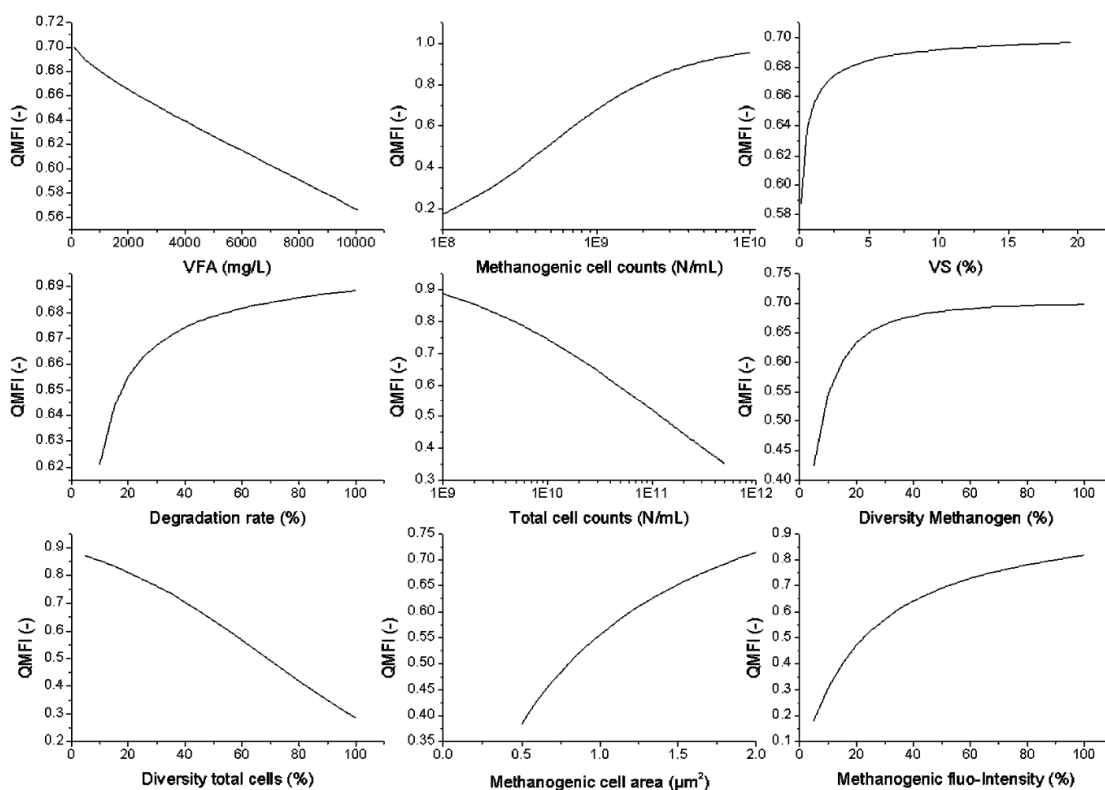 0.72
0.70
0.68
0.66
0.64
0.62
0.60
0.58
0.56
QMFI (-)
0 2000 4000 6000 8000 10000
VFA (mg/L)
1.0
0.8
0.6
0.4
0.2
QMFI (-)
1E8 1E9 1E10
Methanogenic cell counts (N/mL)
0.70
0.68
0.66
0.64
0.62
0.60
0.58
QMFI (-)
0 5 10 15 20
VS (%)
0.69
0.68
0.67
0.66
0.65
0.64
0.63
0.62
QMFI (-)
0 20 40 60 80 100
Degradation rate (%)
0.9
0.8
0.7
0.6
0.5
0.4
0.3
QMFI (-)
1E9 1E10 1E11 1E12
Total cell counts (N/mL)
0.75
0.70
0.65
0.60
0.55
0.50
0.45
0.40
QMFI (-)
0 20 40 60 80 100
Diversity Methanogen (%)
0.9
0.8
0.7
0.6
0.5
0.4
0.3
0.2
QMFI (-)
0 20 40 60 80 100
Diversity total cells (%)
0.75
0.70
0.65
0.60
0.55
0.50
0.45
0.40
0.35
QMFI (-)
0.0 0.5 1.0 1.5 2.0
Methanogenic cell area (µm²)
0.9
0.8
0.7
0.6
0.5
0.4
0.3
0.2
0.1
QMFI (-)
0 20 40 60 80 100
Methanogenic fluo-Intensity (%)